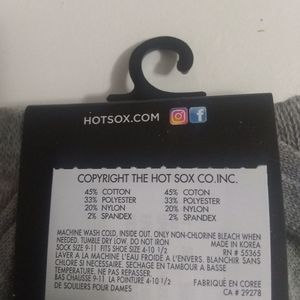 HOTSOX.COM
COPYRIGHT THE HOT SOX CO.INC.
45% COTTON 45% COTON
33% POLYESTER 33% POLYESTER
20% NYLON 20% NYLON
2% SPANDEX 2% SPANDEX
MACHINE WASH COLD, INSIDE OUT. ONLY NON-CHLORINE BLEACH WHEN
NEEDED, TUMBLE DRY LOW. DO NOT IRON MADE IN KOREA
SOCK SIZE 9-11 FITS SHOE SIZE 4-10 1/2 RN # 55365
LAVER A LA MACHINE A L'EAU FROIDE A L'ENVERS. BLANCHIR SANS
CHLORE SI NECESSAIRE. SECHAGE EN TAMBOUR A BASSE
TEMPERATURE. NE PAS REPASSER. FABRIQUÉ EN COREE
BAS CHAUSSE 9-11 LA POINTURE 4-10 1/2 CA # 29278
DE SOULIERS POUR DAMES